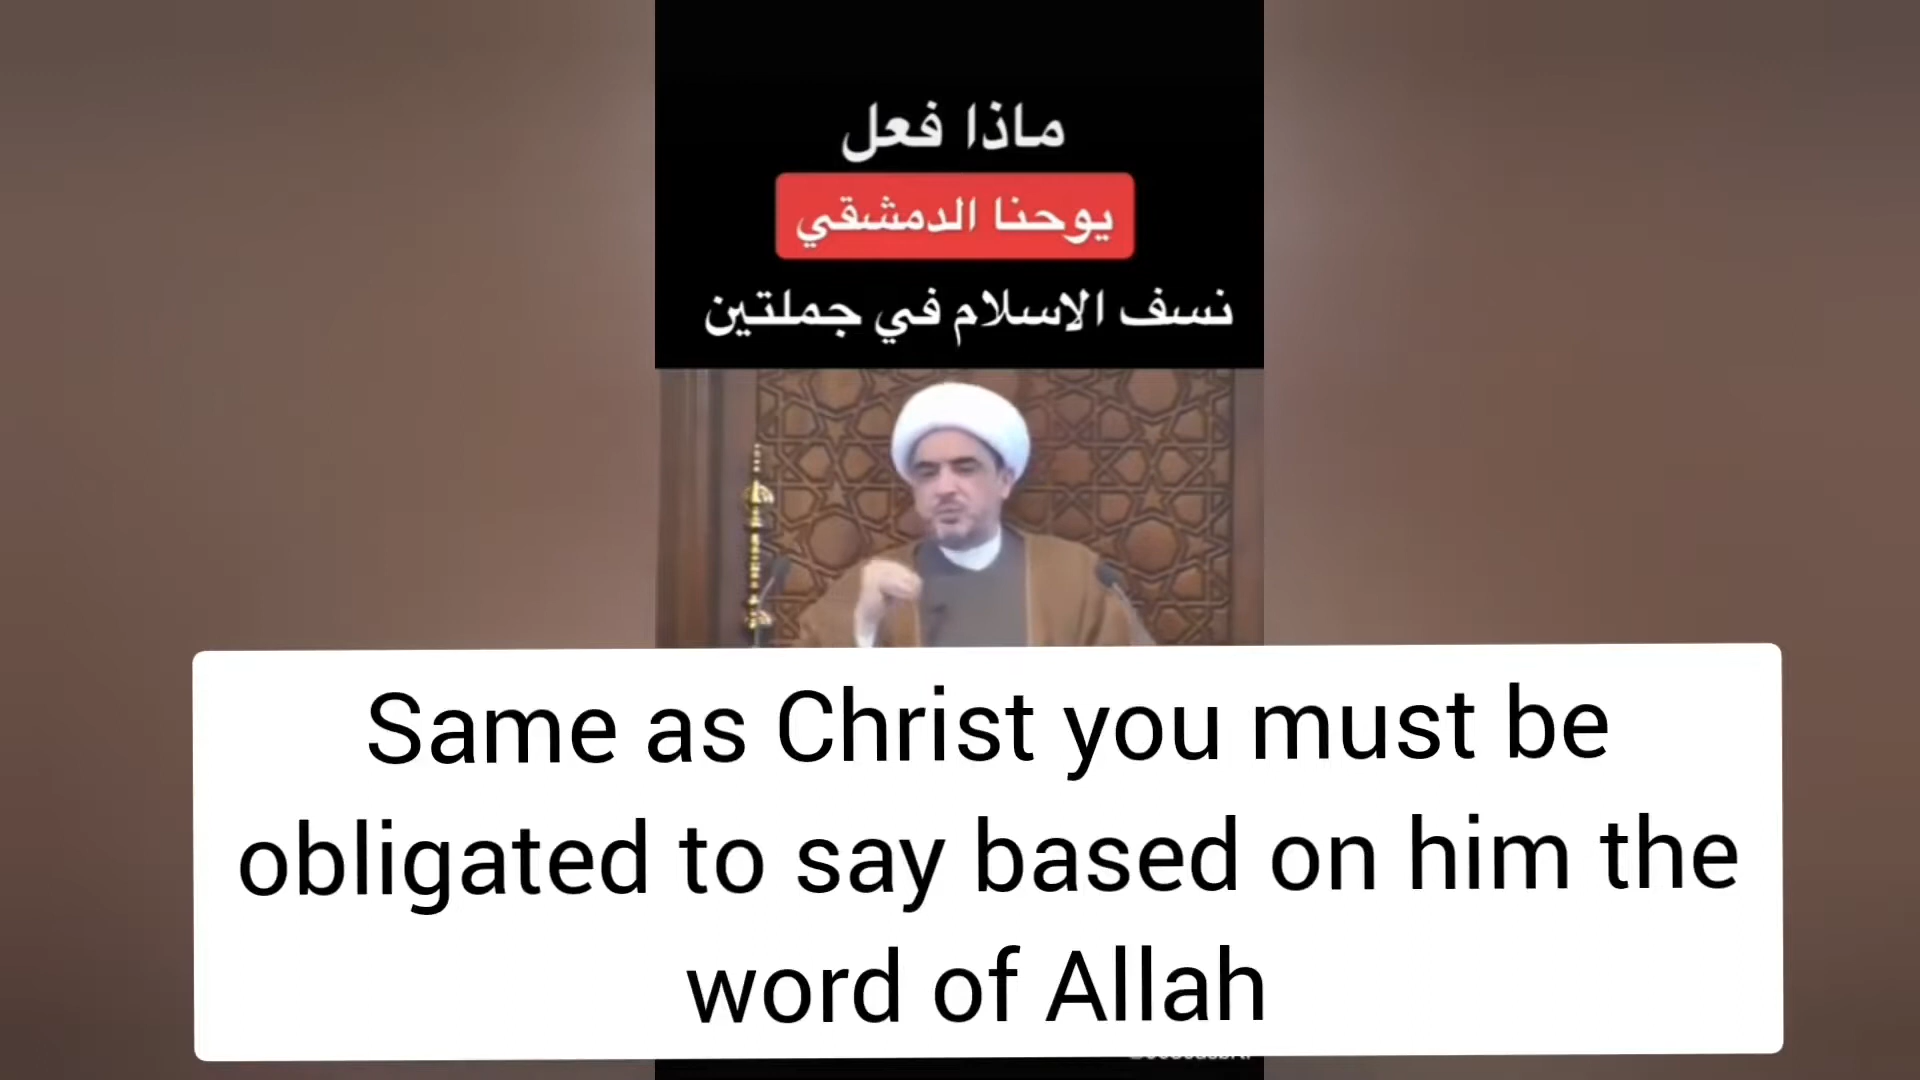 ماذا فعل
يوحنا الدمشقي
نسف الاسلام في جملتين
Same as Christ you must be
obligated to say based on him the
word of Allah